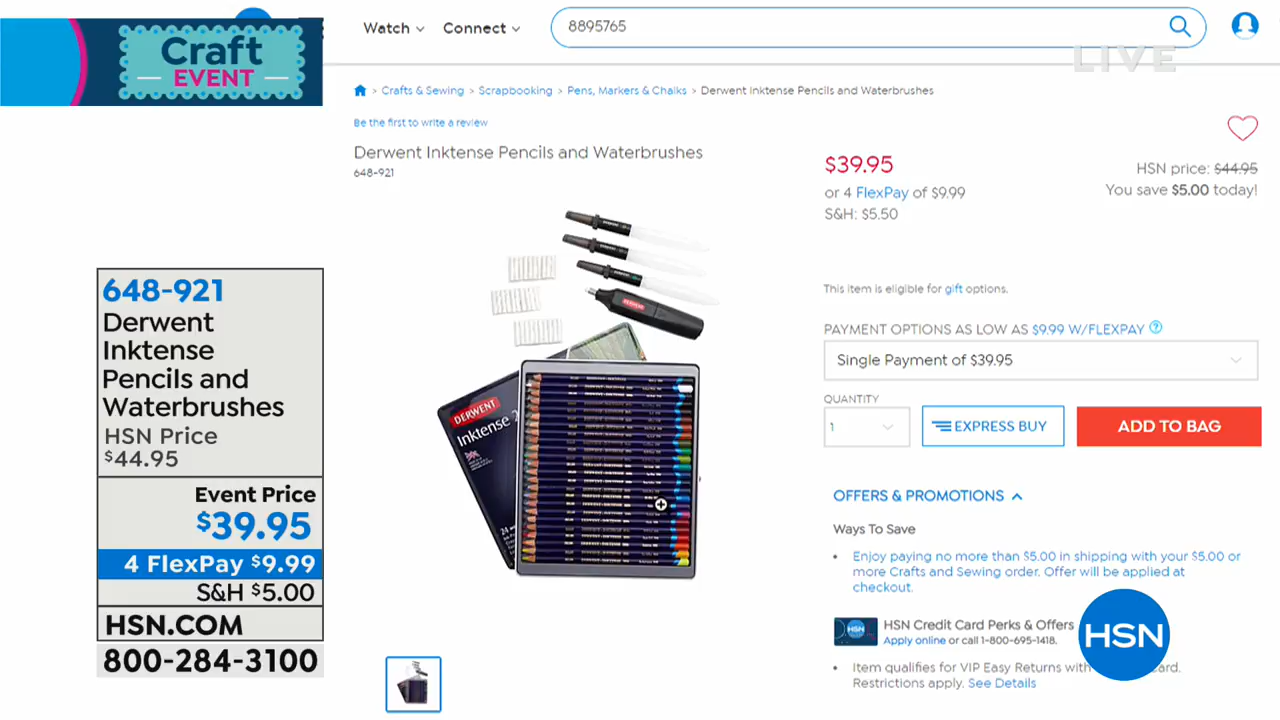 Craft
EVENT
Watch
Connect
8895765
LIVE
> Crafts & Sewing > Scrapbooking > Pens, Markers & Chalks > Derwent Inktense Pencils and Waterbrushes
Be the first to write a review
Derwent Inktense Pencils and Waterbrushes
648-921
$39.95
or 4 FlexPay of $9.99
S&H: $5.50
HSN price: $44.95
You save $5.00 today!
This item is eligible for gift options.
PAYMENT OPTIONS AS LOW AS $9.99 W/FLEXPAY ?
Single Payment of $39.95
QUANTITY
1
EXPRESS BUY
ADD TO BAG
OFFERS & PROMOTIONS
Ways To Save
• Enjoy paying no more than $5.00 in shipping with your $5.00 or
more Crafts and Sewing order. Offer will be applied at
checkout.
HSN
HSN Credit Card Perks & Offers
Apply online or call 1-800-695-1418.
• Item qualifies for VIP Easy Returns with
Restrictions apply. See Details
HSN
648-921
Derwent
Inktense
Pencils and
Waterbrushes
HSN Price
$44.95
Event Price
$39.95
4 FlexPay $9.99
S&H $5.00
HSN.COM
800-284-3100
DERWENT
DERWENT
Inktense
24